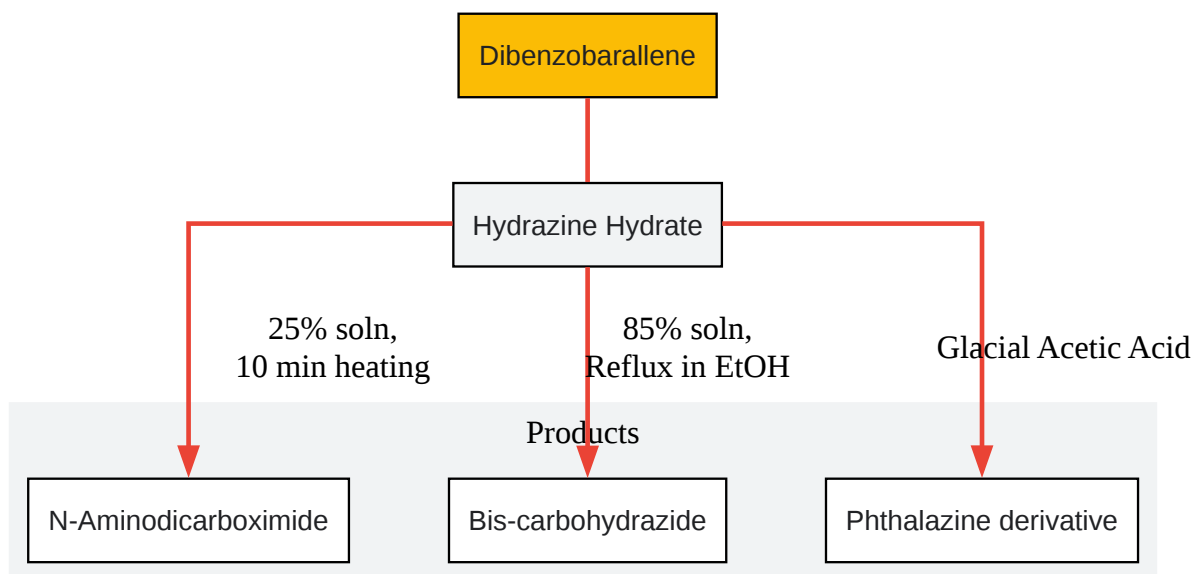 Dibenzobarallene
Hydrazine Hydrate
25% soln,
10 min heating
85% soln,
Reflux in EtOH
Glacial Acetic Acid
Products
N-Aminodicarboximide
Bis-carbohydrazide
Phthalazine derivative